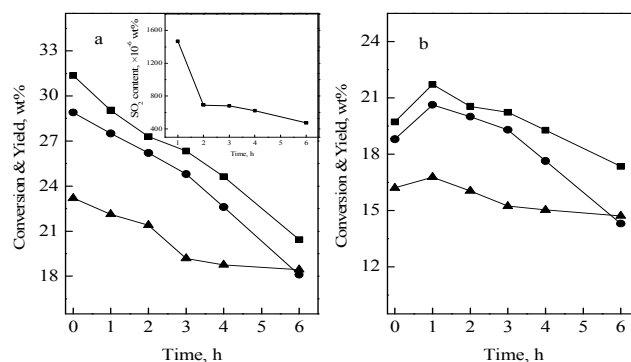 a
33
30
27
24
21
18
Conversion & Yield, wt%
0 1 2 3 4 5 6
Time, h
1600
1200
800
400
SO2 content, ×10⁻⁶ wt%
1 2 3 4 5 6
Time, h
b
24
21
18
15
12
Conversion & Yield, wt%
0 1 2 3 4 5 6
Time, h